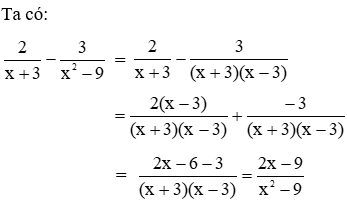 Ta có:
2/(x+3) − 3/(x²−9) = 2/(x+3) − 3/((x+3)(x−3))
= 2(x−3)/((x+3)(x−3)) + −3/((x+3)(x−3))
= (2x−6−3)/((x+3)(x−3)) = (2x−9)/(x²−9)